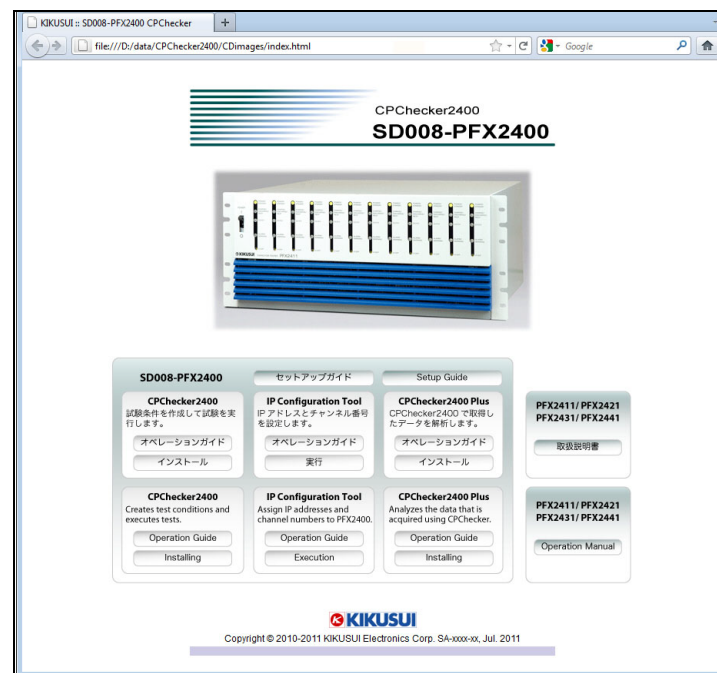 KIKUSUI :: SD008-PFX2400 CPChecker
+
file:///D:/data/CPChecker2400/CDimages/index.html
Google
CPChecker2400
SD008-PFX2400
KIKUSUI
PFX2411
SD008-PFX2400
セットアップガイド
Setup Guide
CPChecker2400
試験条件を作成して試験を実
行します。
オペレーションガイド
インストール
IP Configuration Tool
IP アドレスとチャンネル番号
を設定します。
オペレーションガイド
実行
CPChecker2400 Plus
CPChecker2400 で取得し
たデータを解析します。
オペレーションガイド
インストール
PFX2411/ PFX2421
PFX2431/ PFX2441
取扱説明書
CPChecker2400
Creates test conditions and
executes tests.
Operation Guide
Installing
IP Configuration Tool
Assign IP addresses and
channel numbers to PFX2400.
Operation Guide
Execution
CPChecker2400 Plus
Analyzes the data that is
acquired using CPChecker.
Operation Guide
Installing
PFX2411/ PFX2421
PFX2431/ PFX2441
Operation Manual
KIKUSUI
Copyright © 2010-2011 KIKUSUI Electronics Corp. SA-xxxx-xx, Jul. 2011